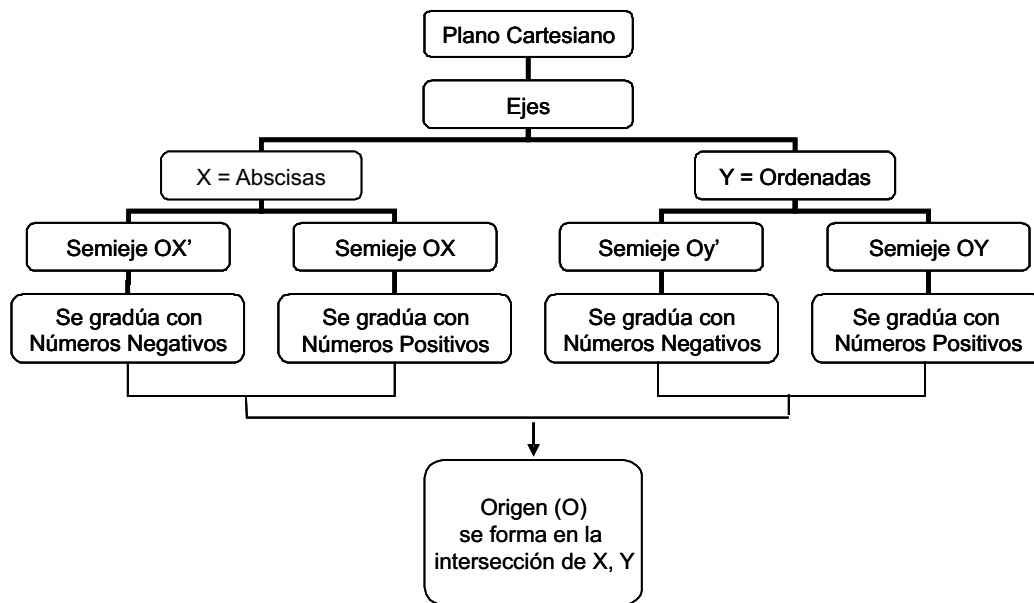 Plano Cartesiano
Ejes
X = Abscisas
Y = Ordenadas
Semieje OX’
Semieje OX
Semieje Oy’
Semieje OY
Se gradúa con
Números Negativos
Se gradúa con
Números Positivos
Se gradúa con
Números Negativos
Se gradúa con
Números Positivos
Origen (O)
se forma en la
intersección de X, Y